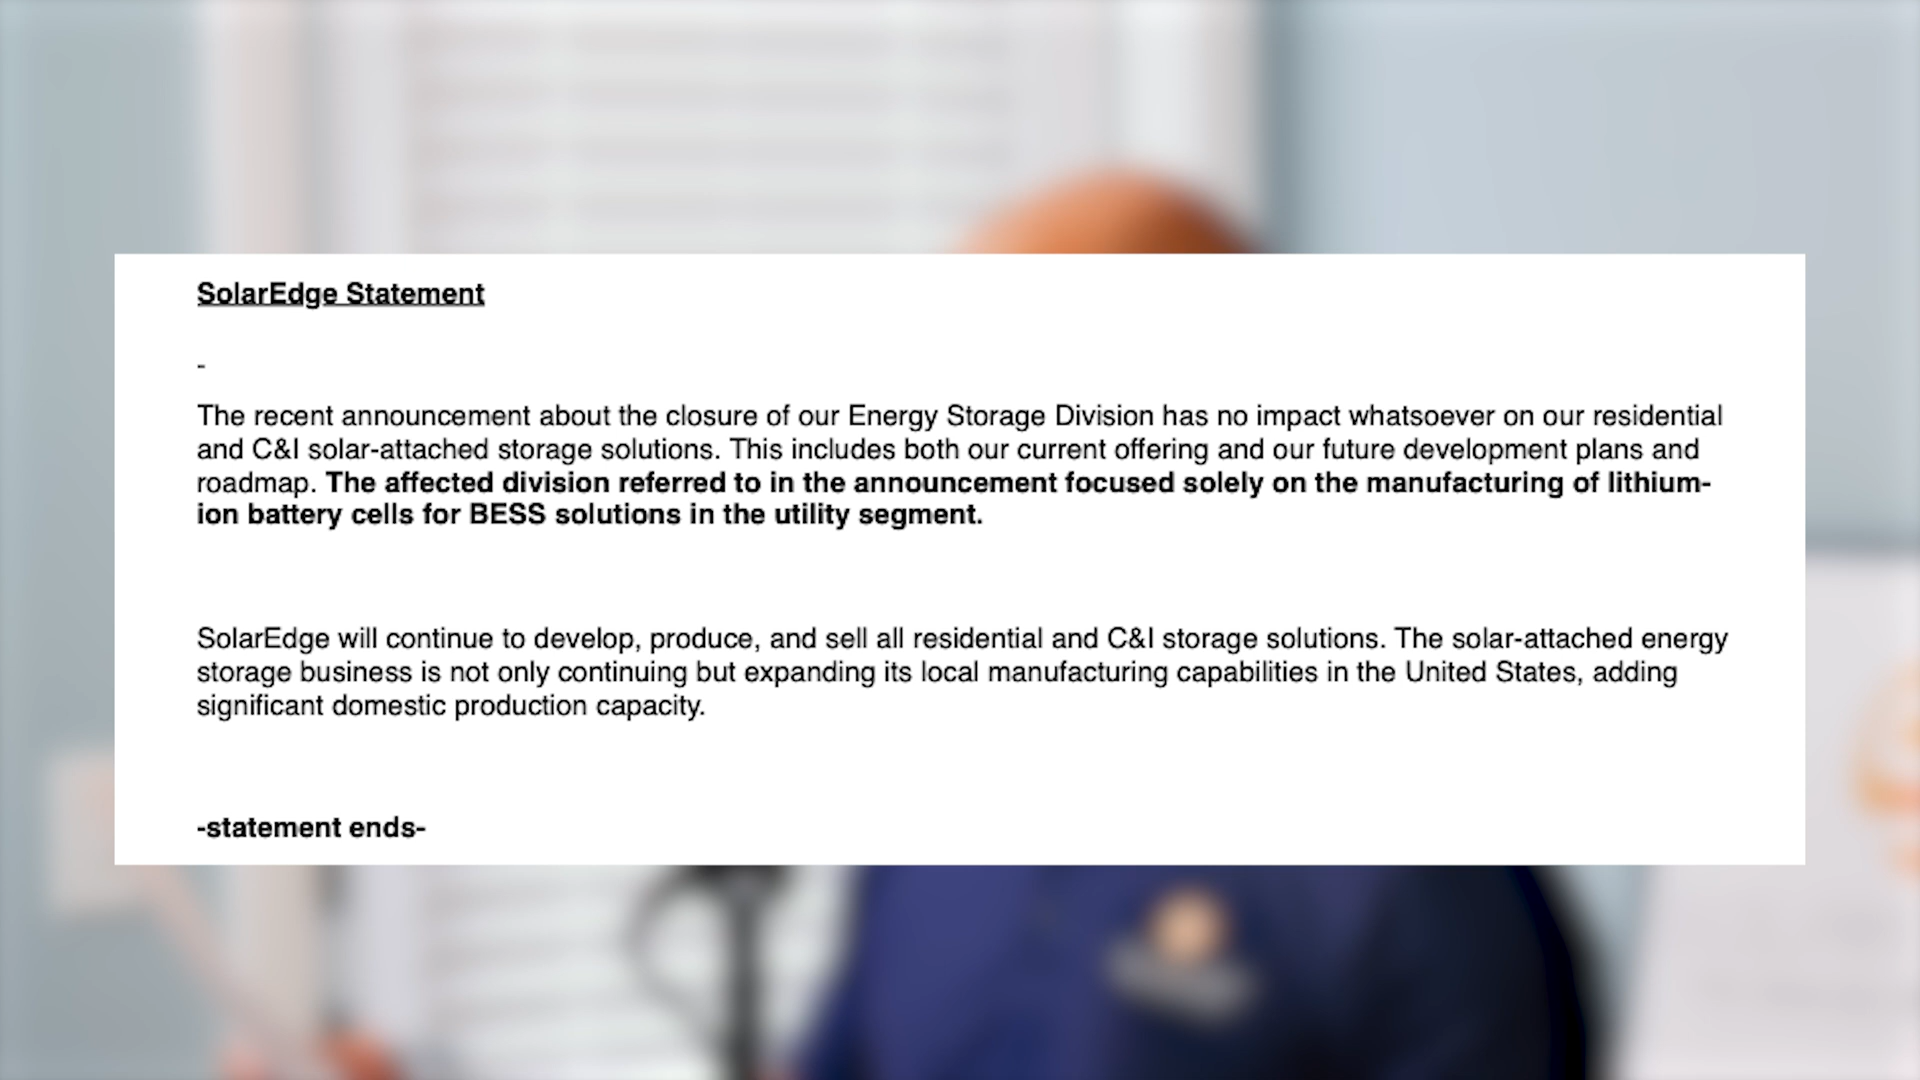 SolarEdge Statement
-
The recent announcement about the closure of our Energy Storage Division has no impact whatsoever on our residential
and C&I solar-attached storage solutions. This includes both our current offering and our future development plans and
roadmap. The affected division referred to in the announcement focused solely on the manufacturing of lithium-
ion battery cells for BESS solutions in the utility segment.
SolarEdge will continue to develop, produce, and sell all residential and C&I storage solutions. The solar-attached energy
storage business is not only continuing but expanding its local manufacturing capabilities in the United States, adding
significant domestic production capacity.
-statement ends-